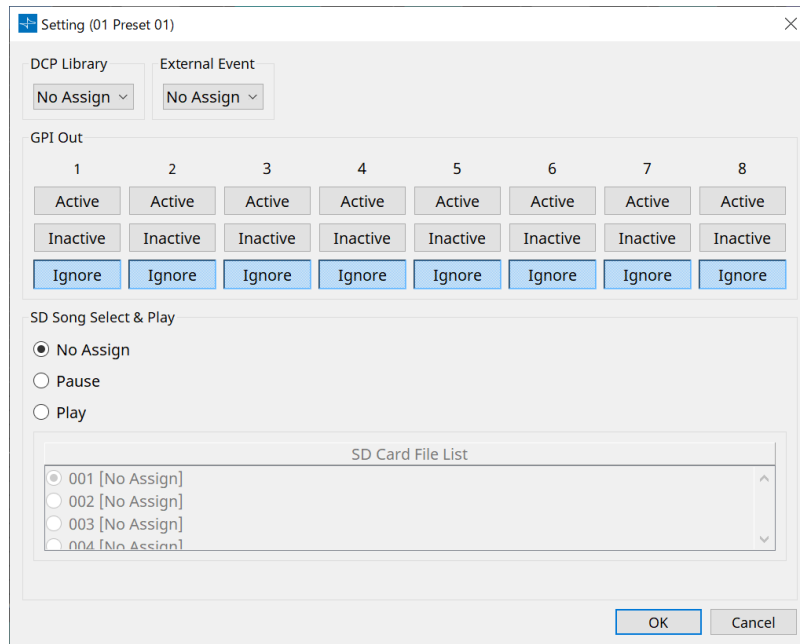 Setting (01 Preset 01)
DCP Library External Event
No Assign No Assign
GPI Out
1 2 3 4 5 6 7 8
Active Active Active Active Active Active Active Active
Inactive Inactive Inactive Inactive Inactive Inactive Inactive Inactive
Ignore Ignore Ignore Ignore Ignore Ignore Ignore Ignore
SD Song Select & Play
No Assign
Pause
Play
SD Card File List
001 [No Assign]
002 [No Assign]
003 [No Assign]
004 [No Assign]
OK Cancel